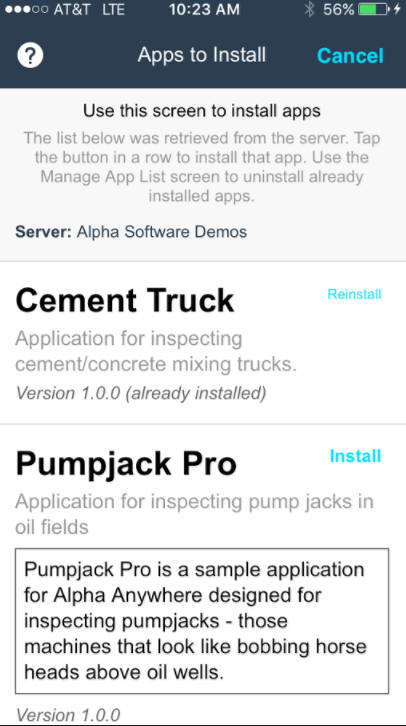 AT&T LTE 10:23 AM 56%
? Apps to Install Cancel
Use this screen to install apps
The list below was retrieved from the server. Tap
the button in a row to install that app. Use the
Manage App List screen to uninstall already
installed apps.
Server: Alpha Software Demos
Cement Truck Reinstall
Application for inspecting
cement/concrete mixing trucks.
Version 1.0.0 (already installed)
Pumpjack Pro Install
Application for inspecting pump jacks in
oil fields
Pumpjack Pro is a sample application
for Alpha Anywhere designed for
inspecting pumpjacks - those
machines that look like bobbing horse
heads above oil wells.
Version 1.0.0